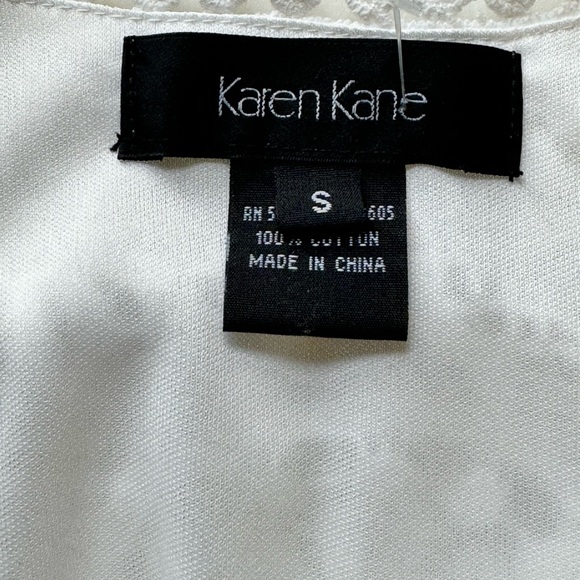 Karen Kane
S
RN 5 605
100% COTTON
MADE IN CHINA